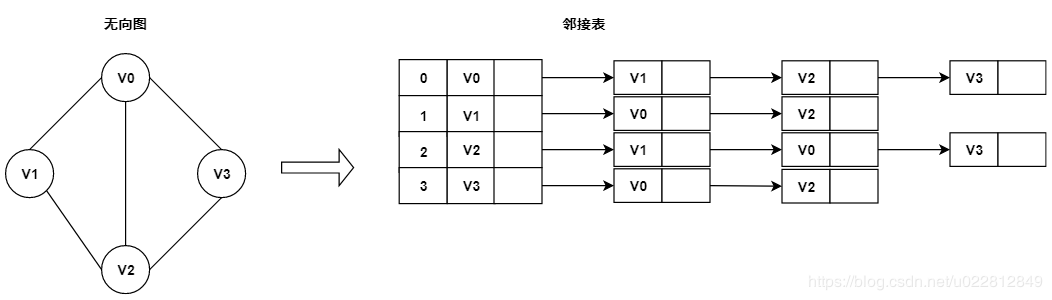 无向图
邻接表
V0
V1
V3
V2
0 V0 V1 V2 V3
1 V1 V0 V2
2 V2 V1 V0 V3
3 V3 V0 V2
https://blog.csdn.net/u022812849